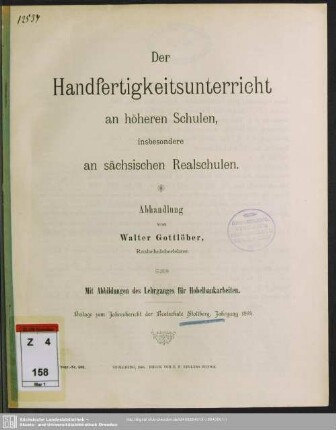 12534
Der
Handfertigkeitsunterricht
an höheren Schulen,
insbesondere
an sächsischen Realschulen.
Abhandlung
von
Walter Gottlöber,
Realschuloberlehrer.
Mit Abbildungen des Lehrganges für Hobelbankarbeiten.
Beilage zum Jahresbericht der Realschule Stollberg, Jahrgang
Z 4
158